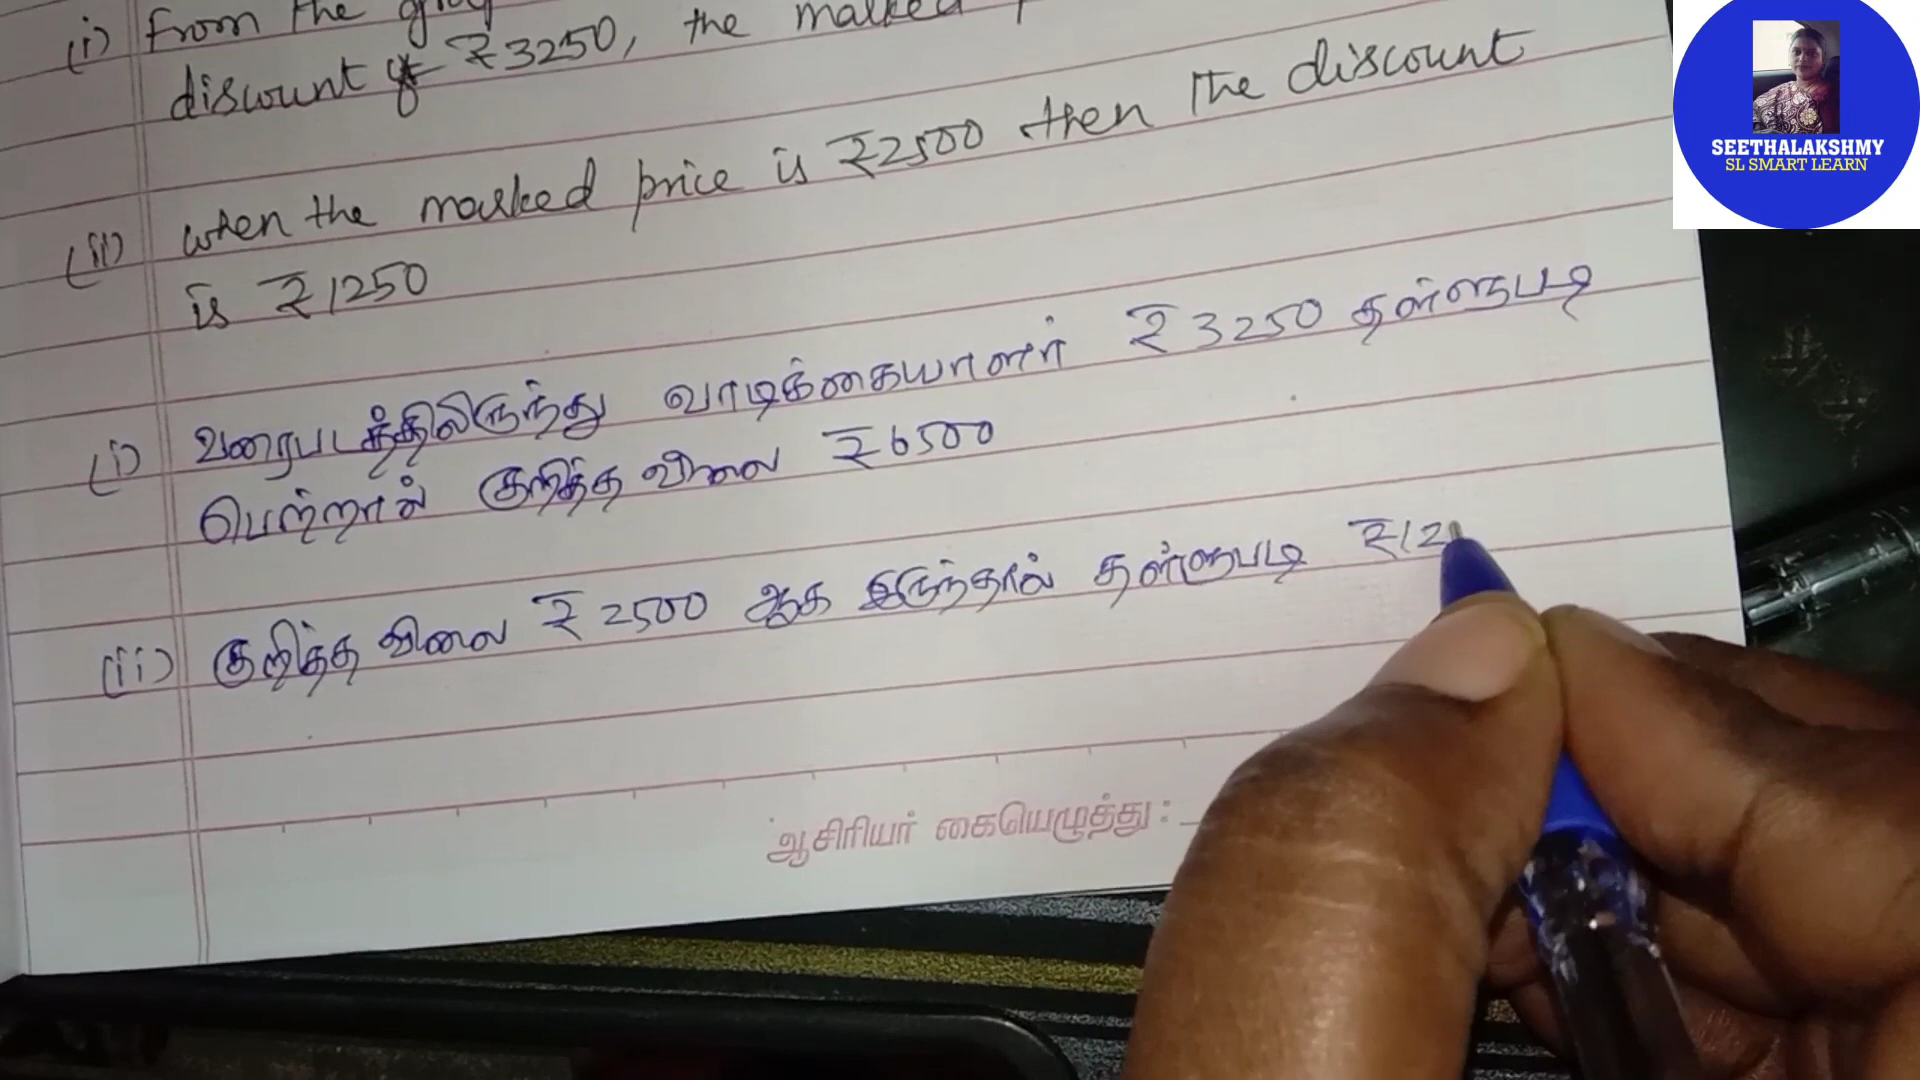 (i) From the
discount of ₹3250, the marked
(ii) when the marked price is ₹2500 then the discount
is ₹1250
(i) வரைபடத்திலிருந்து வாடிக்கையாளர் ₹3250 தள்ளுபடி
பெற்றால் குறித்த விலை ₹6500
(ii) குறித்த விலை ₹2500 ஆக இருந்தால் தள்ளுபடி ₹12
ஆசிரியர் கையெழுத்து :
SEETHALAKSHMY
SL SMART LEARN